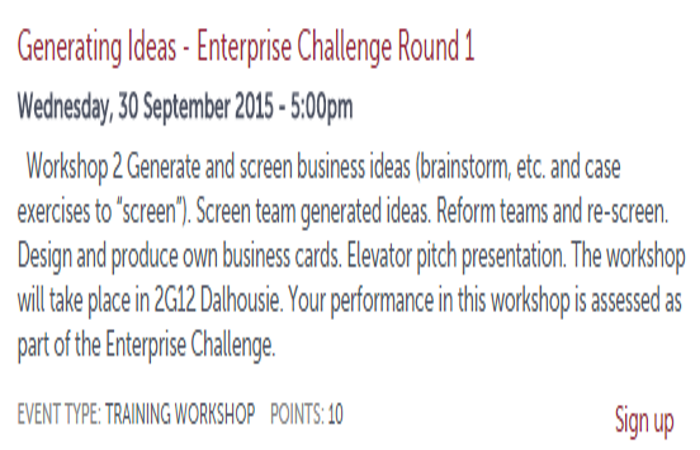 Generating Ideas - Enterprise Challenge Round 1
Wednesday, 30 September 2015 - 5:00pm
Workshop 2 Generate and screen business ideas (brainstorm, etc. and case
exercises to “screen”). Screen team generated ideas. Reform teams and re-screen.
Design and produce own business cards. Elevator pitch presentation. The workshop
will take place in 2G12 Dalhousie. Your performance in this workshop is assessed as
part of the Enterprise Challenge.
EVENT TYPE: TRAINING WORKSHOP POINTS: 10
Sign up